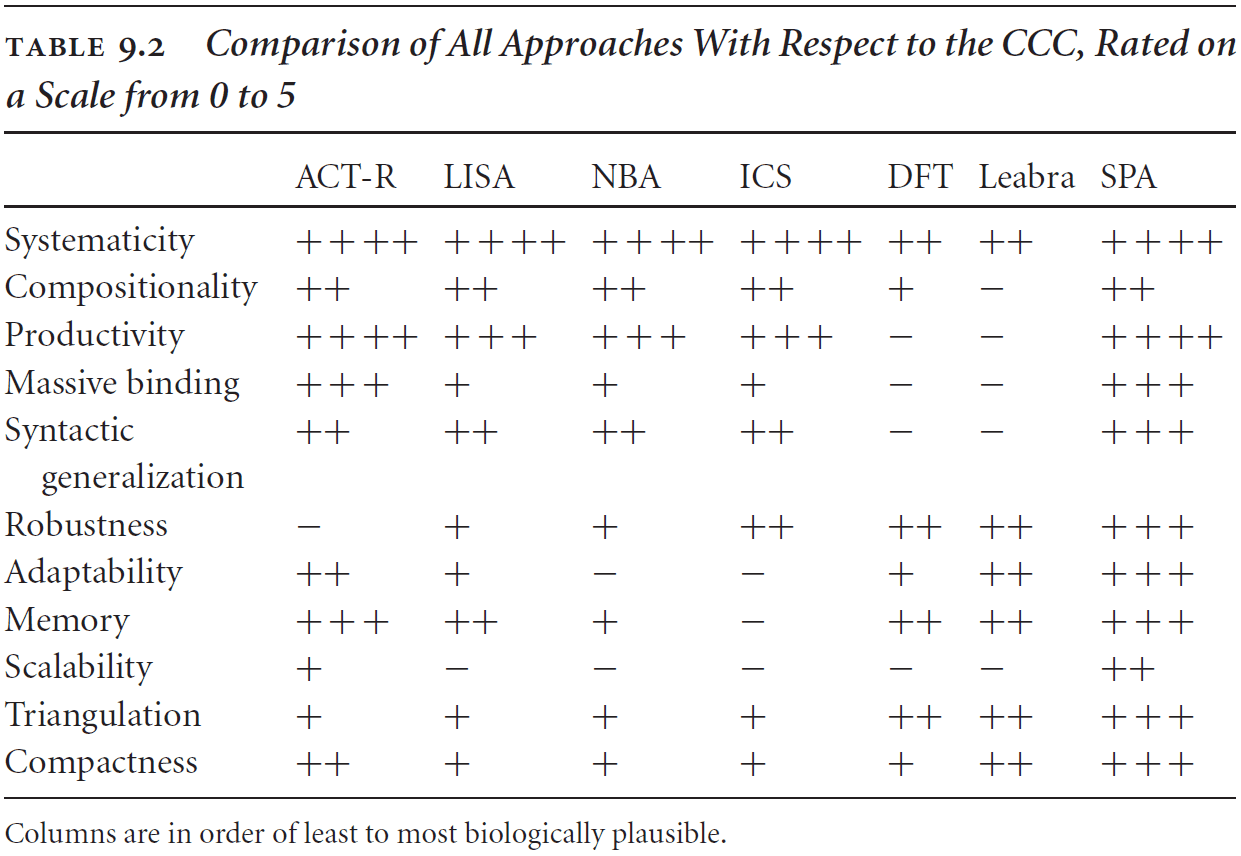 TABLE 9.2 Comparison of All Approaches With Respect to the CCC, Rated on
a Scale from 0 to 5
ACT-R LISA NBA ICS DFT Leabra SPA
Systematicity ++++ ++++ ++++ ++++ ++ ++ ++++
Compositionality ++ ++ ++ ++ + − ++
Productivity ++++ +++ +++ +++ − − ++++
Massive binding +++ + + + − − +++
Syntactic ++ ++ ++ ++ − − +++
generalization
Robustness − + + ++ ++ ++ +++
Adaptability ++ + − − + ++ +++
Memory +++ ++ + − ++ ++ +++
Scalability + − − − − − ++
Triangulation + + + + ++ ++ +++
Compactness ++ + + + + ++ +++
Columns are in order of least to most biologically plausible.